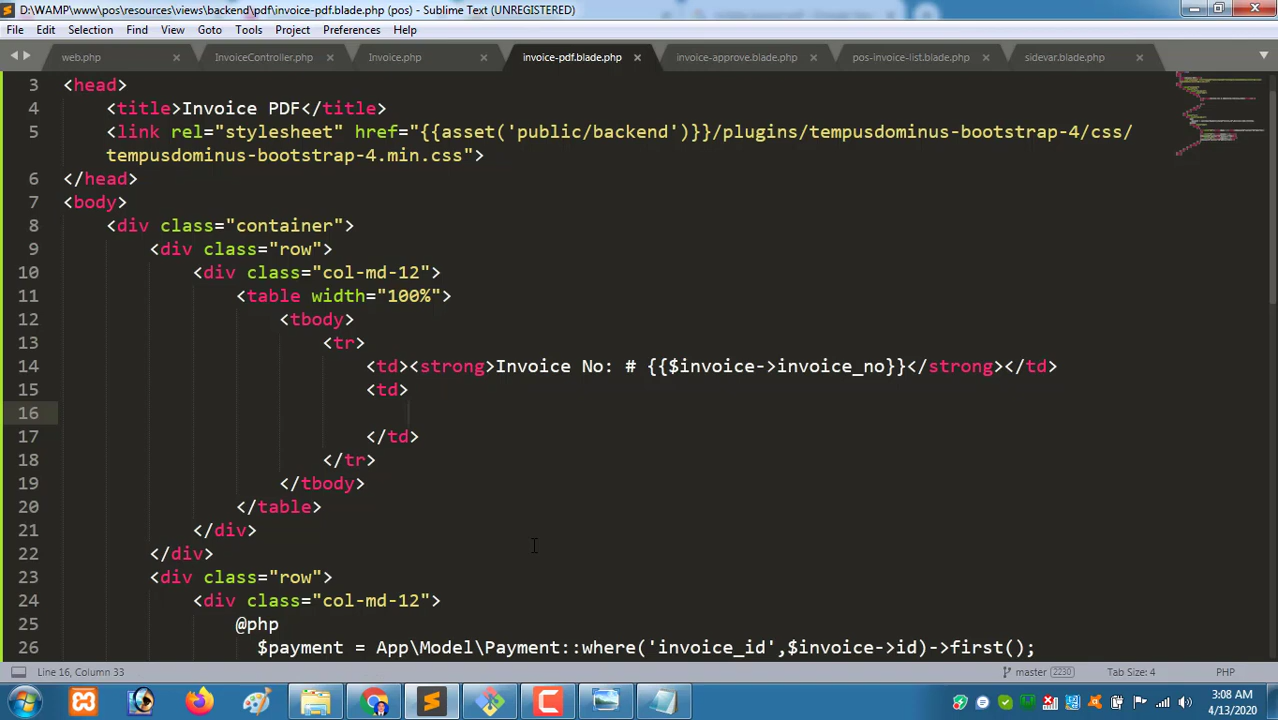 D:\WAMP\www\pos\resources\views\backend\pdf\invoice-pdf.blade.php (pos) - Sublime Text (UNREGISTERED)
File Edit Selection Find View Goto Tools Project Preferences Help
web.php InvoiceController.php Invoice.php invoice-pdf.blade.php invoice-approve.blade.php pos-invoice-list.blade.php sidevar.blade.php
3 <head>
4 <title>Invoice PDF</title>
5 <link rel="stylesheet" href="{{asset('public/backend')}}/plugins/tempusdominus-bootstrap-4/css/
tempusdominus-bootstrap-4.min.css">
6 </head>
7 <body>
8 <div class="container">
9 <div class="row">
10 <div class="col-md-12">
11 <table width="100%">
12 <tbody>
13 <tr>
14 <td><strong>Invoice No: # {{$invoice->invoice_no}}</strong></td>
15 <td>
16
17 </td>
18 </tr>
19 </tbody>
20 </table>
21 </div>
22 </div>
23 <div class="row">
24 <div class="col-md-12">
25 @php
26 $payment = App\Model\Payment::where('invoice_id',$invoice->id)->first();
Line 16, Column 33 master 2230 Tab Size: 4 PHP
3:08 AM
4/13/2020